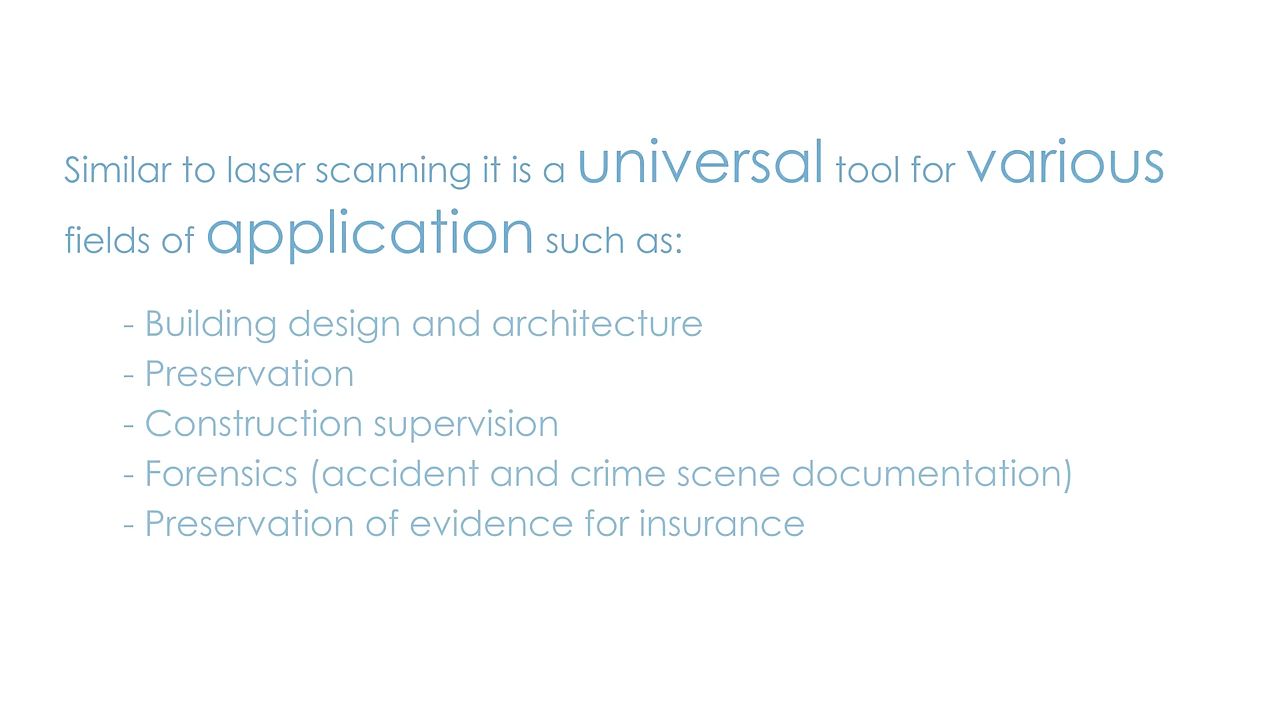 Similar to laser scanning it is a universal tool for various
fields of application such as:
- Building design and architecture
- Preservation
- Construction supervision
- Forensics (accident and crime scene documentation)
- Preservation of evidence for insurance